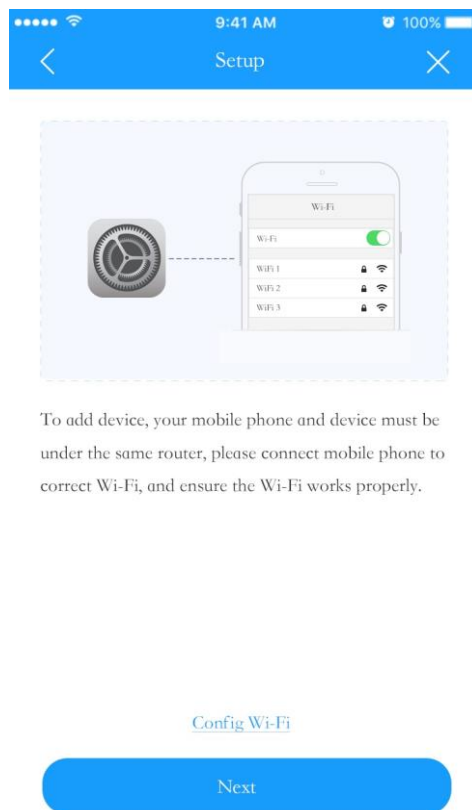 9:41 AM
100%
Setup
Wi-Fi
Wi-Fi
WiFi 1
WiFi 2
WiFi 3
To add device, your mobile phone and device must be
under the same router, please connect mobile phone to
correct Wi-Fi, and ensure the Wi-Fi works properly.
Config Wi-Fi
Next